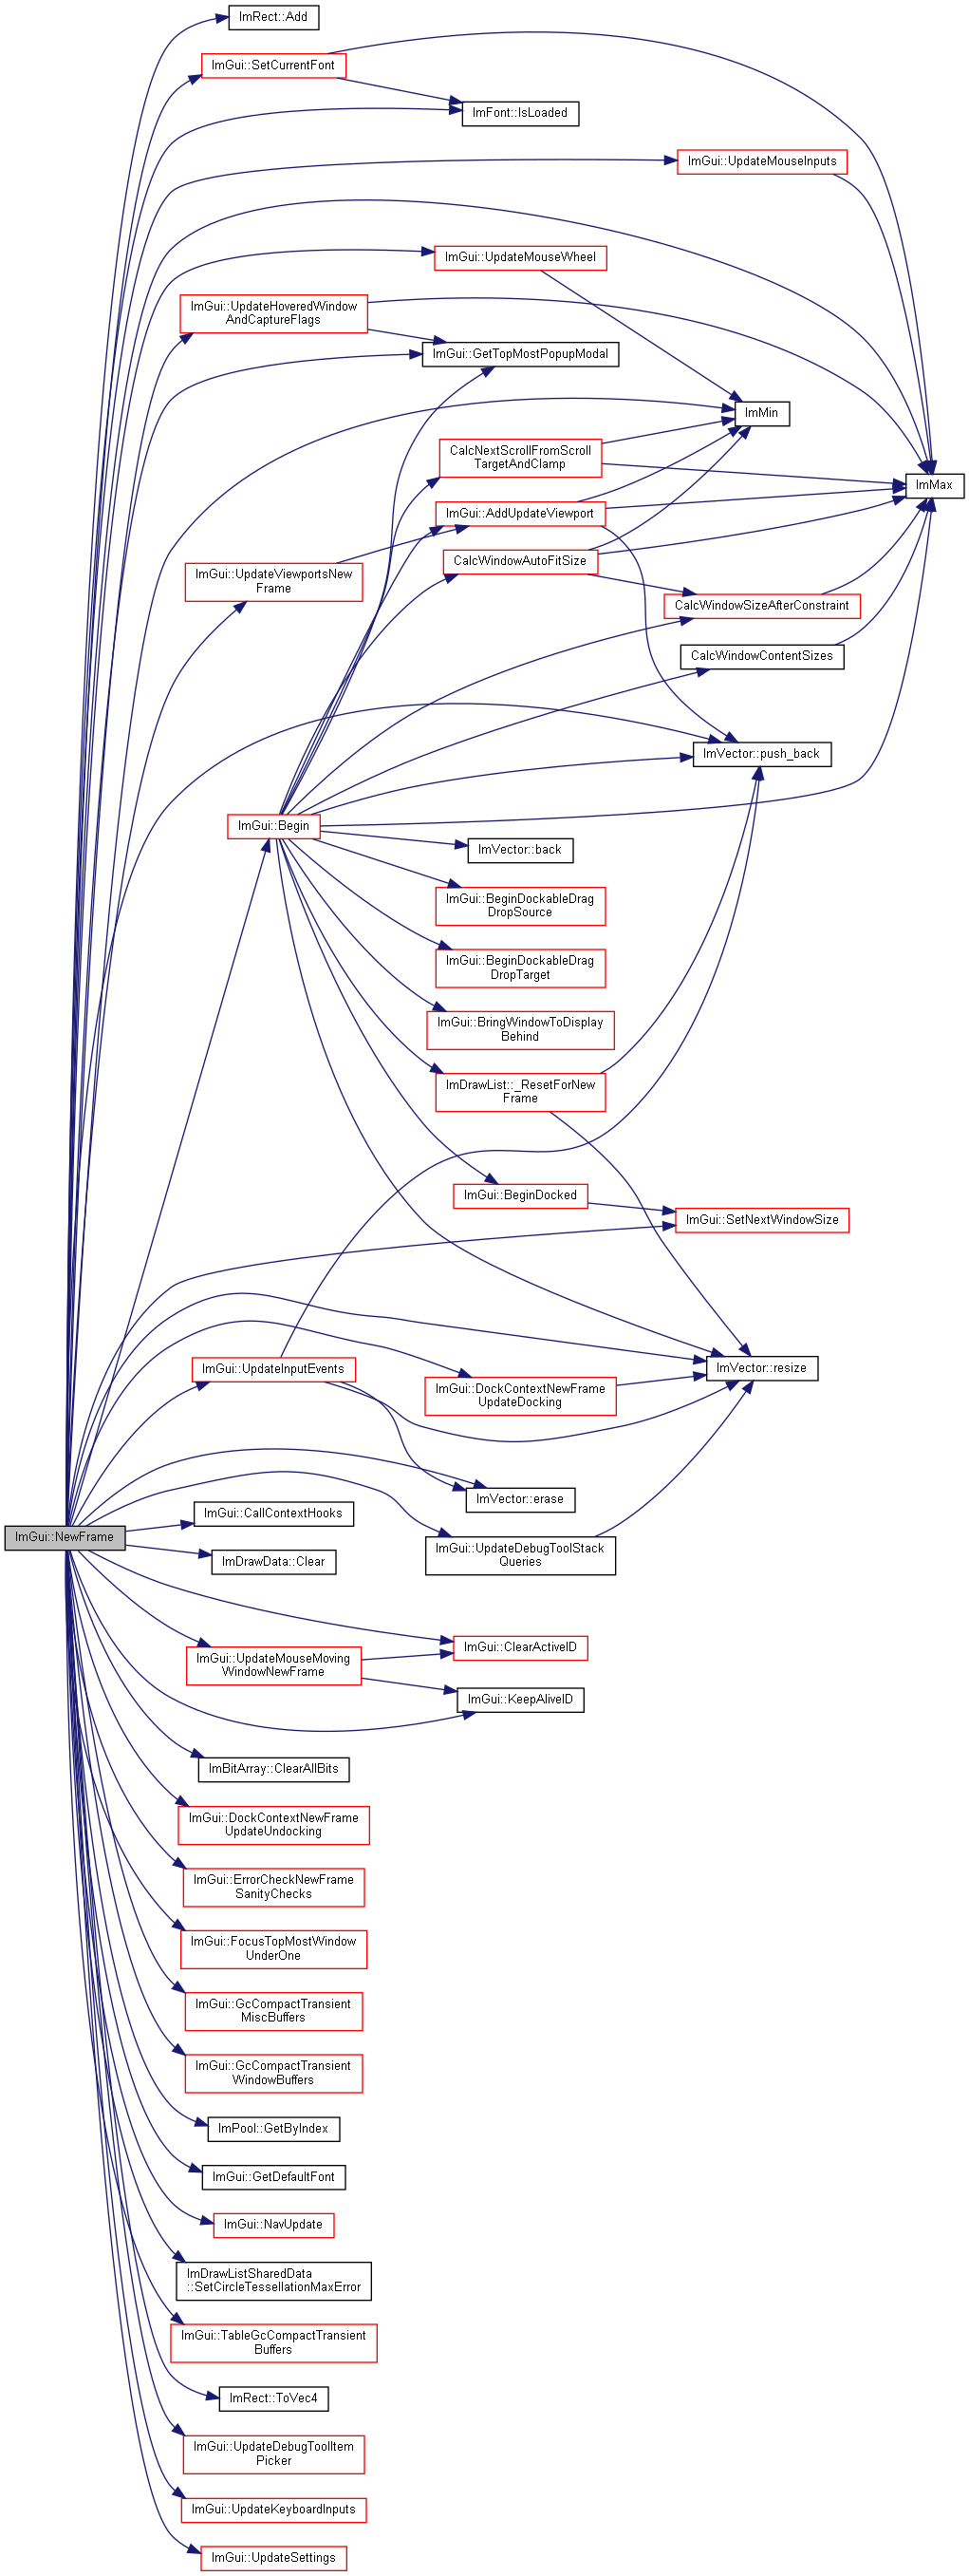 ImRect::Add
ImGui::SetCurrentFont
ImFont::IsLoaded
ImGui::UpdateMouseInputs
ImGui::UpdateMouseWheel
ImGui::UpdateHoveredWindow
AndCaptureFlags
ImGui::GetTopMostPopupModal
ImMin
CalcNextScrollFromScroll
TargetAndClamp
ImMax
ImGui::AddUpdateViewport
CalcWindowAutoFitSize
ImGui::UpdateViewportsNew
Frame
CalcWindowSizeAfterConstraint
CalcWindowContentSizes
ImVector::push_back
ImGui::Begin
ImVector::back
ImGui::BeginDockableDrag
DropSource
ImGui::BeginDockableDrag
DropTarget
ImGui::BringWindowToDisplay
Behind
ImDrawList::_ResetForNew
Frame
ImGui::BeginDocked
ImGui::SetNextWindowSize
ImGui::UpdateInputEvents
ImVector::resize
ImGui::DockContextNewFrame
UpdateDocking
ImVector::erase
ImGui::CallContextHooks
ImGui::NewFrame
ImGui::UpdateDebugToolStack
Queries
ImDrawData::Clear
ImGui::ClearActiveID
ImGui::UpdateMouseMoving
WindowNewFrame
ImGui::KeepAliveID
ImBitArray::ClearAllBits
ImGui::DockContextNewFrame
UpdateUndocking
ImGui::ErrorCheckNewFrame
SanityChecks
ImGui::FocusTopMostWindow
UnderOne
ImGui::GcCompactTransient
MiscBuffers
ImGui::GcCompactTransient
WindowBuffers
ImPool::GetByIndex
ImGui::GetDefaultFont
ImGui::NavUpdate
ImDrawListSharedData
::SetCircleTessellationMaxError
ImGui::TableGcCompactTransient
Buffers
ImRect::ToVec4
ImGui::UpdateDebugToolItem
Picker
ImGui::UpdateKeyboardInputs
ImGui::UpdateSettings